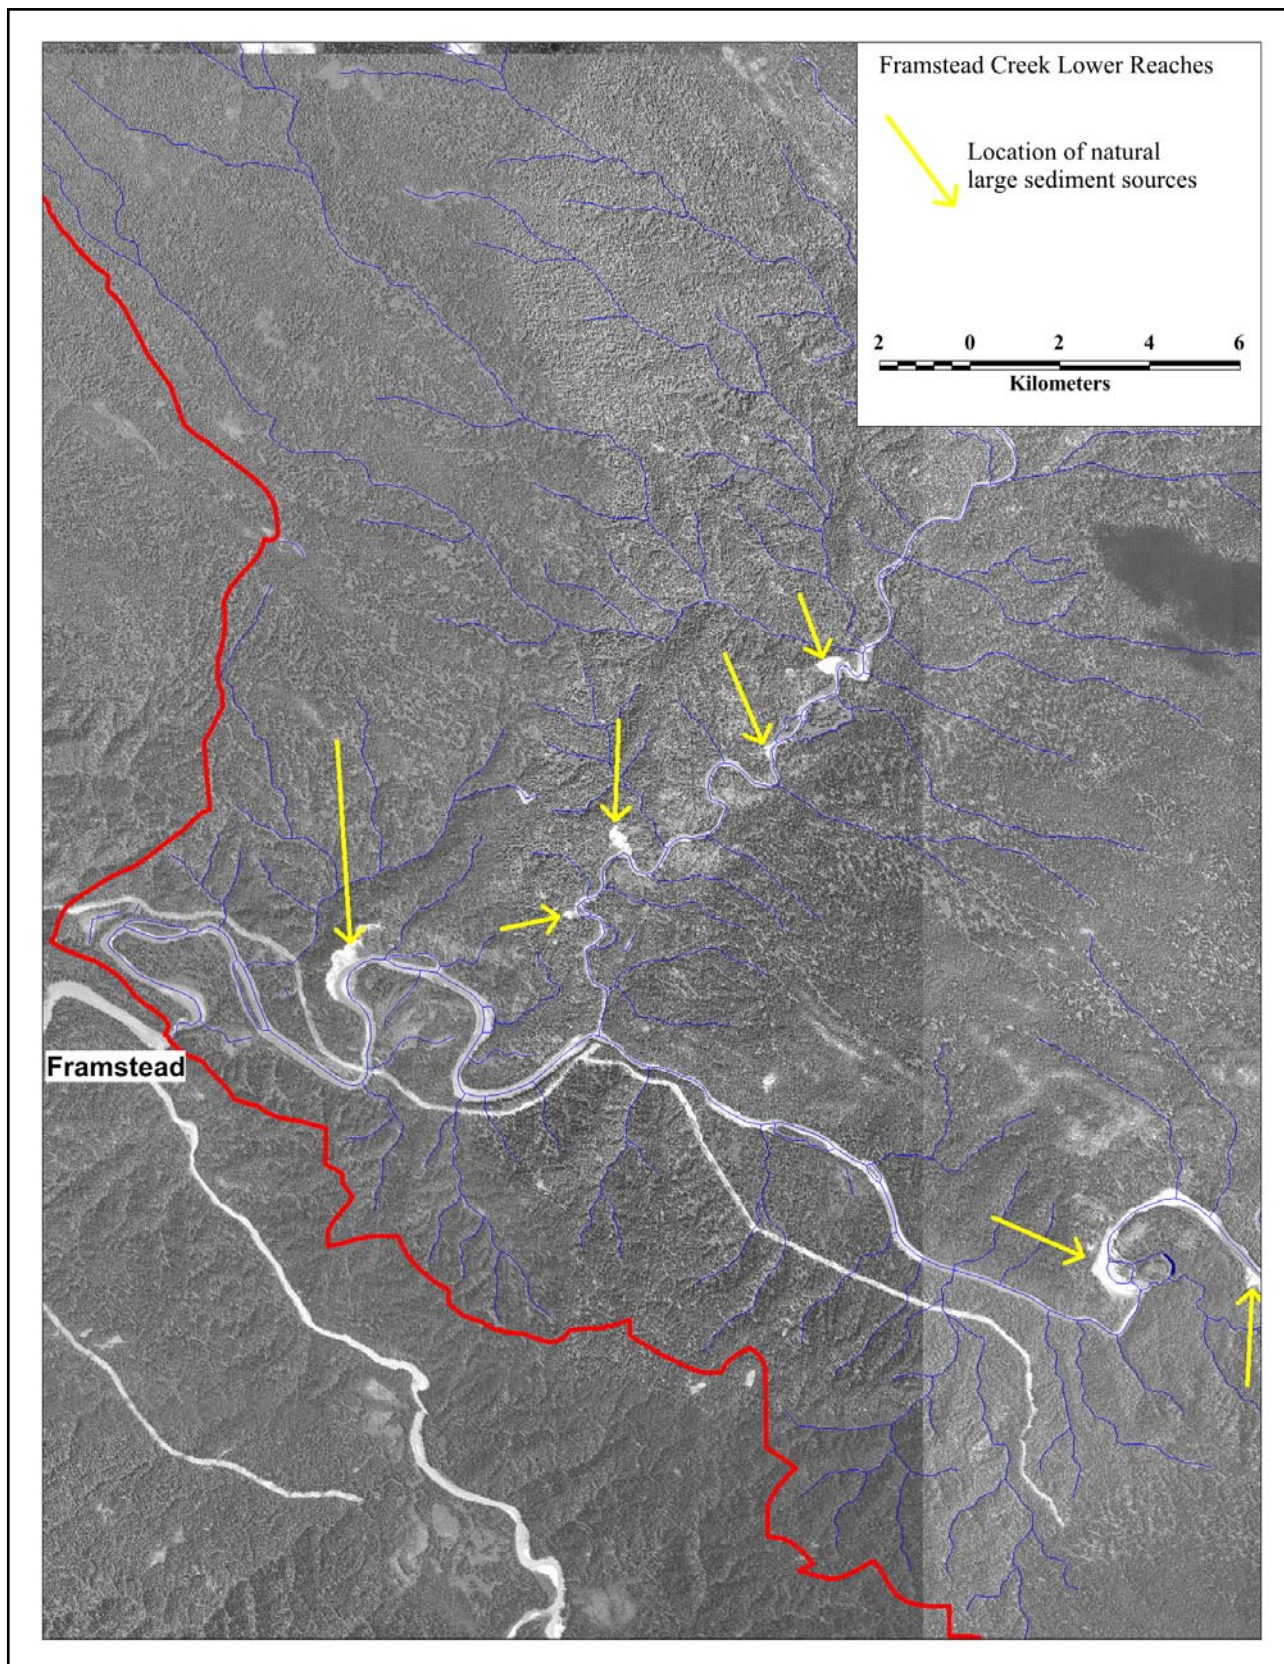 Framstead Creek Lower Reaches
Location of natural
large sediment sources
2 0 2 4 6
Kilometers
Framstead